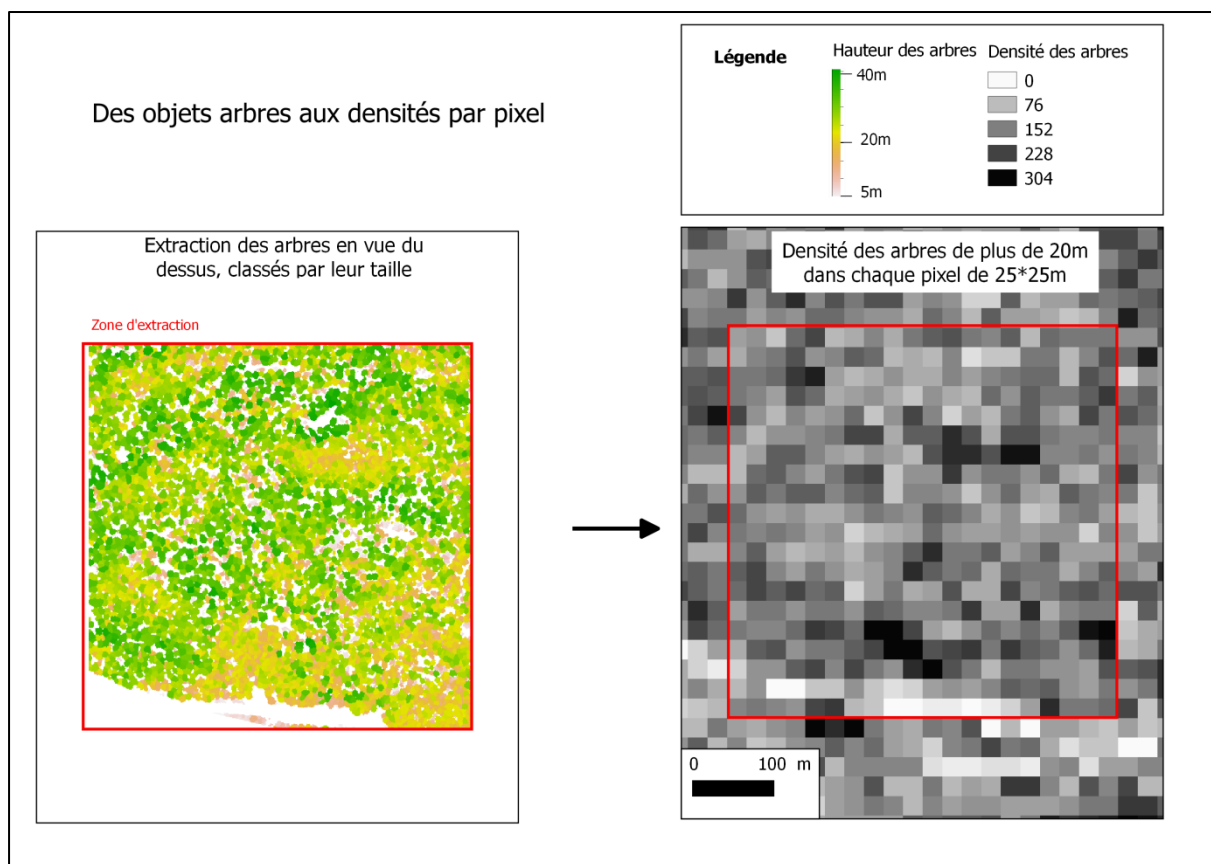 Des objets arbres aux densités par pixel
Légende
Hauteur des arbres
40m
20m
5m
Densité des arbres
0
76
152
228
304
Extraction des arbres en vue du
dessus, classés par leur taille
Zone d'extraction
Densité des arbres de plus de 20m
dans chaque pixel de 25*25m
0 100 m